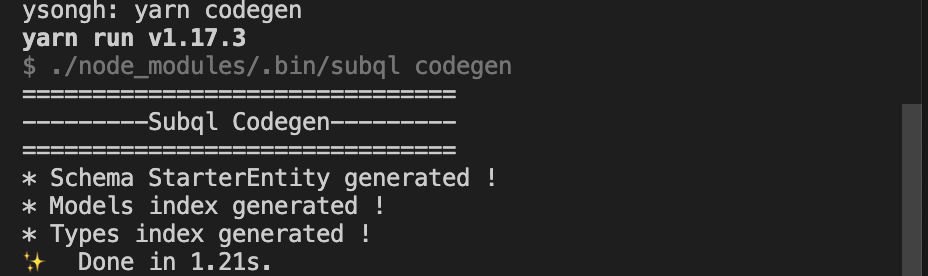 ysongh: yarn codegen
yarn run v1.17.3
$ ./node_modules/.bin/subql codegen
===============================
---------Subql Codegen---------
===============================
* Schema StarterEntity generated !
* Models index generated !
* Types index generated !
✨  Done in 1.21s.